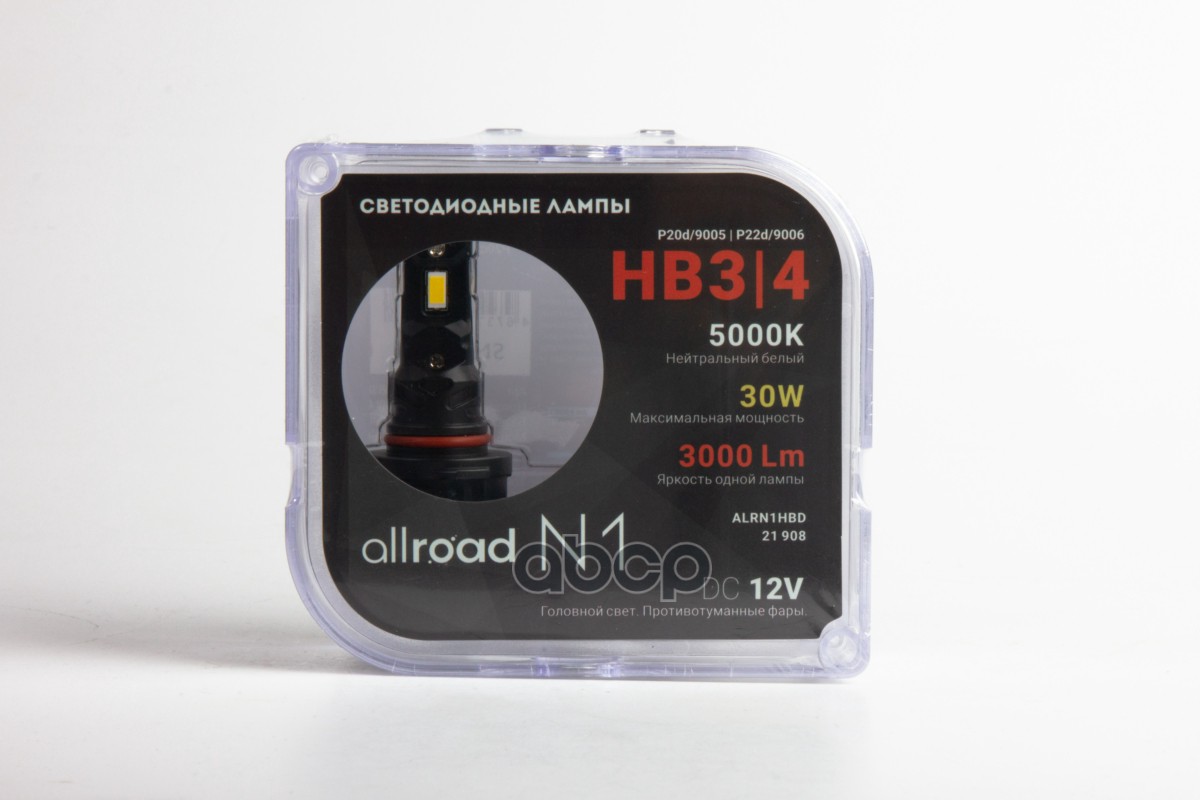 СВЕТОДИОДНЫЕ ЛАМПЫ
P20d/9005 | P22d/9006
HB3|4
5000K
Нейтральный белый
30W
Максимальная мощность
3000 Lm
Яркость одной лампы
ALRN1HBD
21 908
allroad N1
abcp
DC 12V
Головной свет. Противотуманные фары.